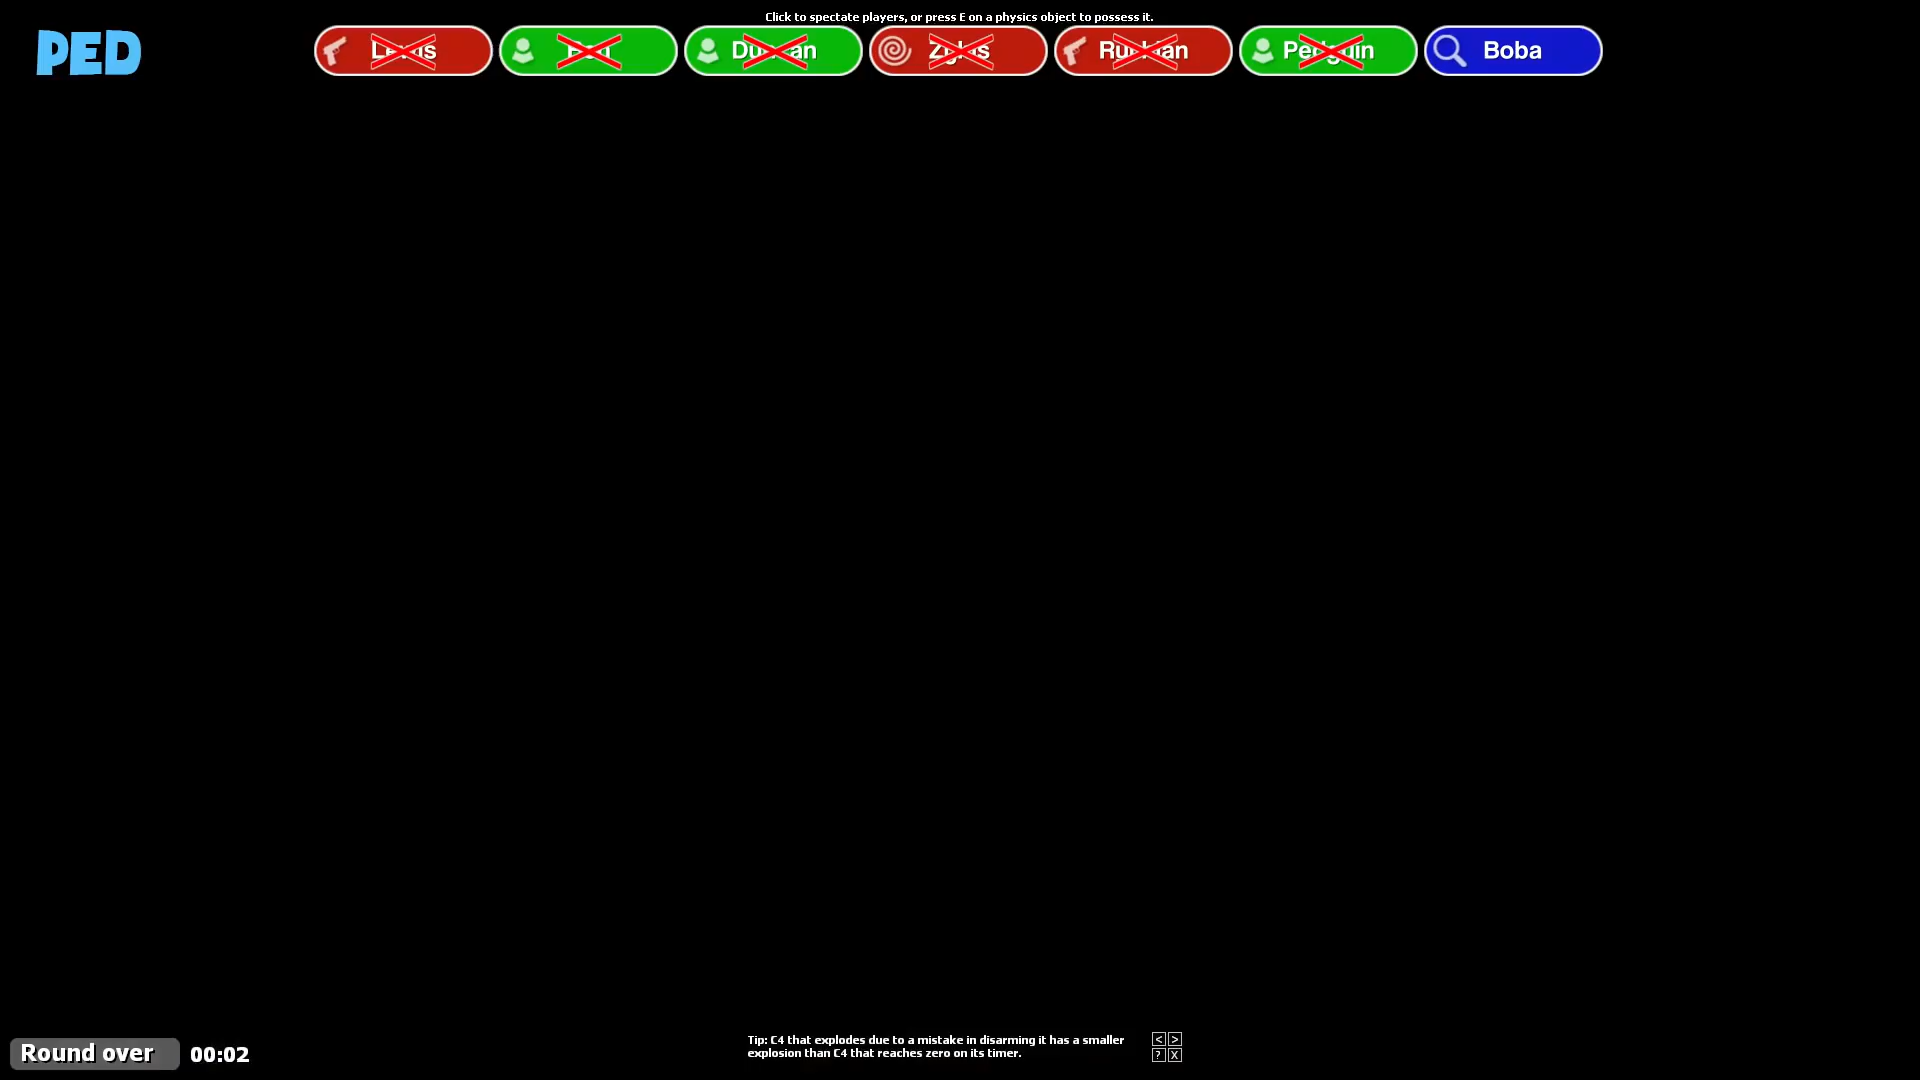 Click to spectate players, or press E on a physics object to possess it.
PED
Boba
Tip: C4 that explodes due to a mistake in disarming it has a smaller
explosion than C4 that reaches zero on its timer.
< >
? X
Round over 00:02